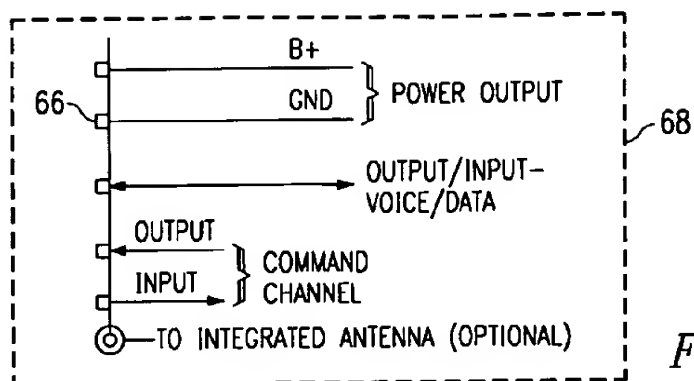 B+
66
GND
POWER OUTPUT
68
OUTPUT/INPUT-
VOICE/DATA
OUTPUT
INPUT
COMMAND
CHANNEL
TO INTEGRATED ANTENNA (OPTIONAL)
F